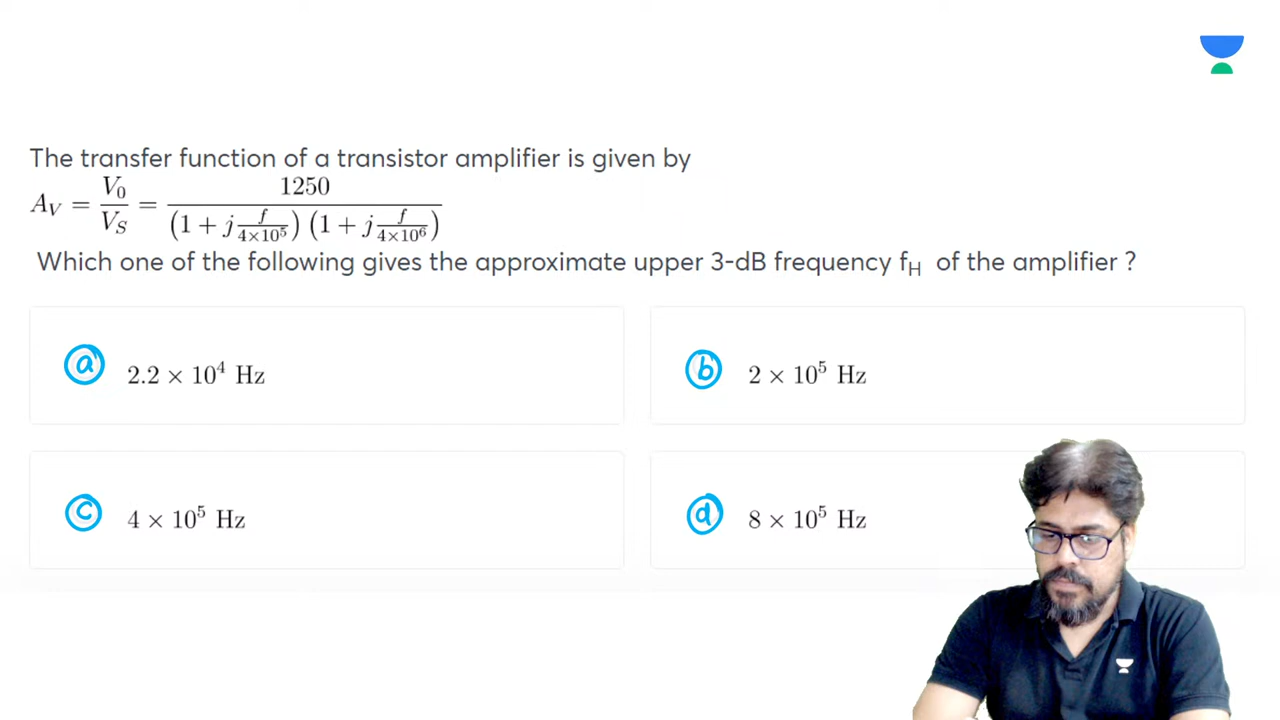 The transfer function of a transistor amplifier is given by
A_V = V_0/V_S = 1250/((1 + j f/(4×10^5)) (1 + j f/(4×10^6)))
Which one of the following gives the approximate upper 3-dB frequency f_H of the amplifier ?
a 2.2 × 10^4 Hz
b 2 × 10^5 Hz
c 4 × 10^5 Hz
d 8 × 10^5 Hz